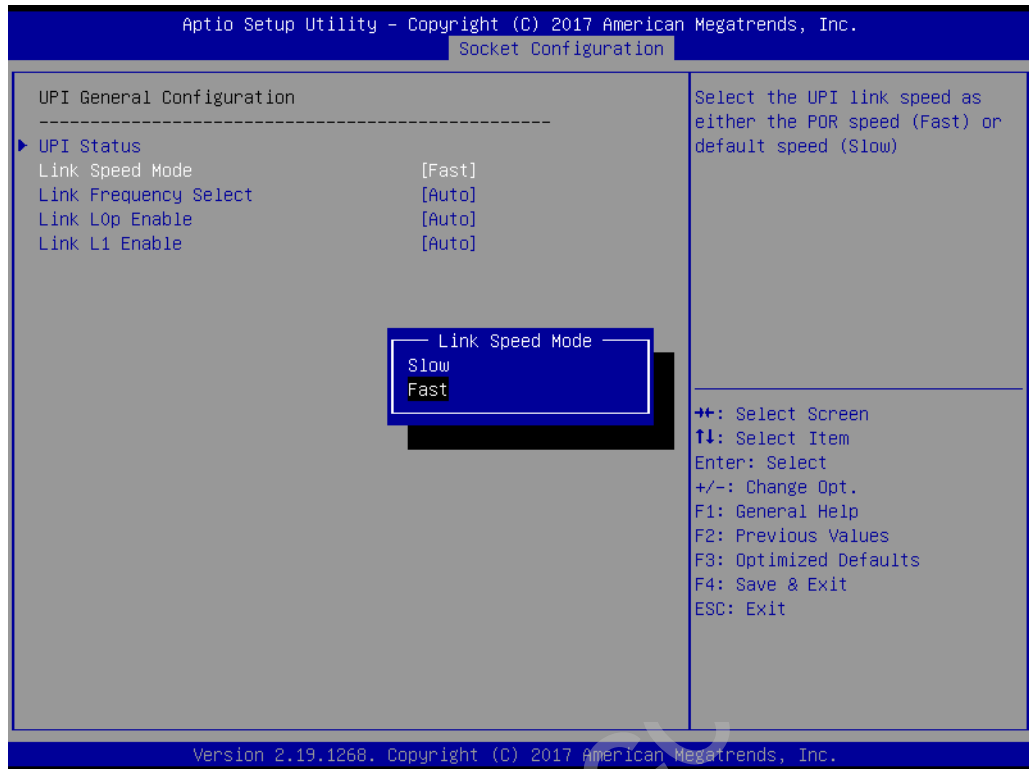 Aptio Setup Utility – Copyright (C) 2017 American Megatrends, Inc.
Socket Configuration
UPI General Configuration
--------------------------------------------------
UPI Status
Link Speed Mode [Fast]
Link Frequency Select [Auto]
Link L0p Enable [Auto]
Link L1 Enable [Auto]
Link Speed Mode
Slow
Fast
Select the UPI link speed as
either the POR speed (Fast) or
default speed (Slow)
→←: Select Screen
↑↓: Select Item
Enter: Select
+/-: Change Opt.
F1: General Help
F2: Previous Values
F3: Optimized Defaults
F4: Save & Exit
ESC: Exit
Version 2.19.1268. Copyright (C) 2017 American Megatrends, Inc.